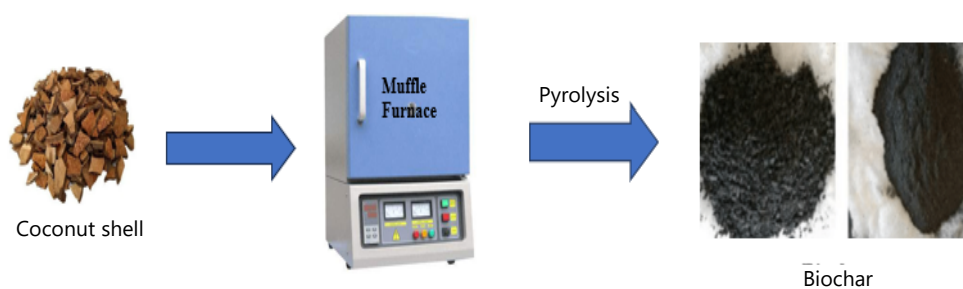 Coconut shell
Muffle
Furnace
Pyrolysis
Biochar